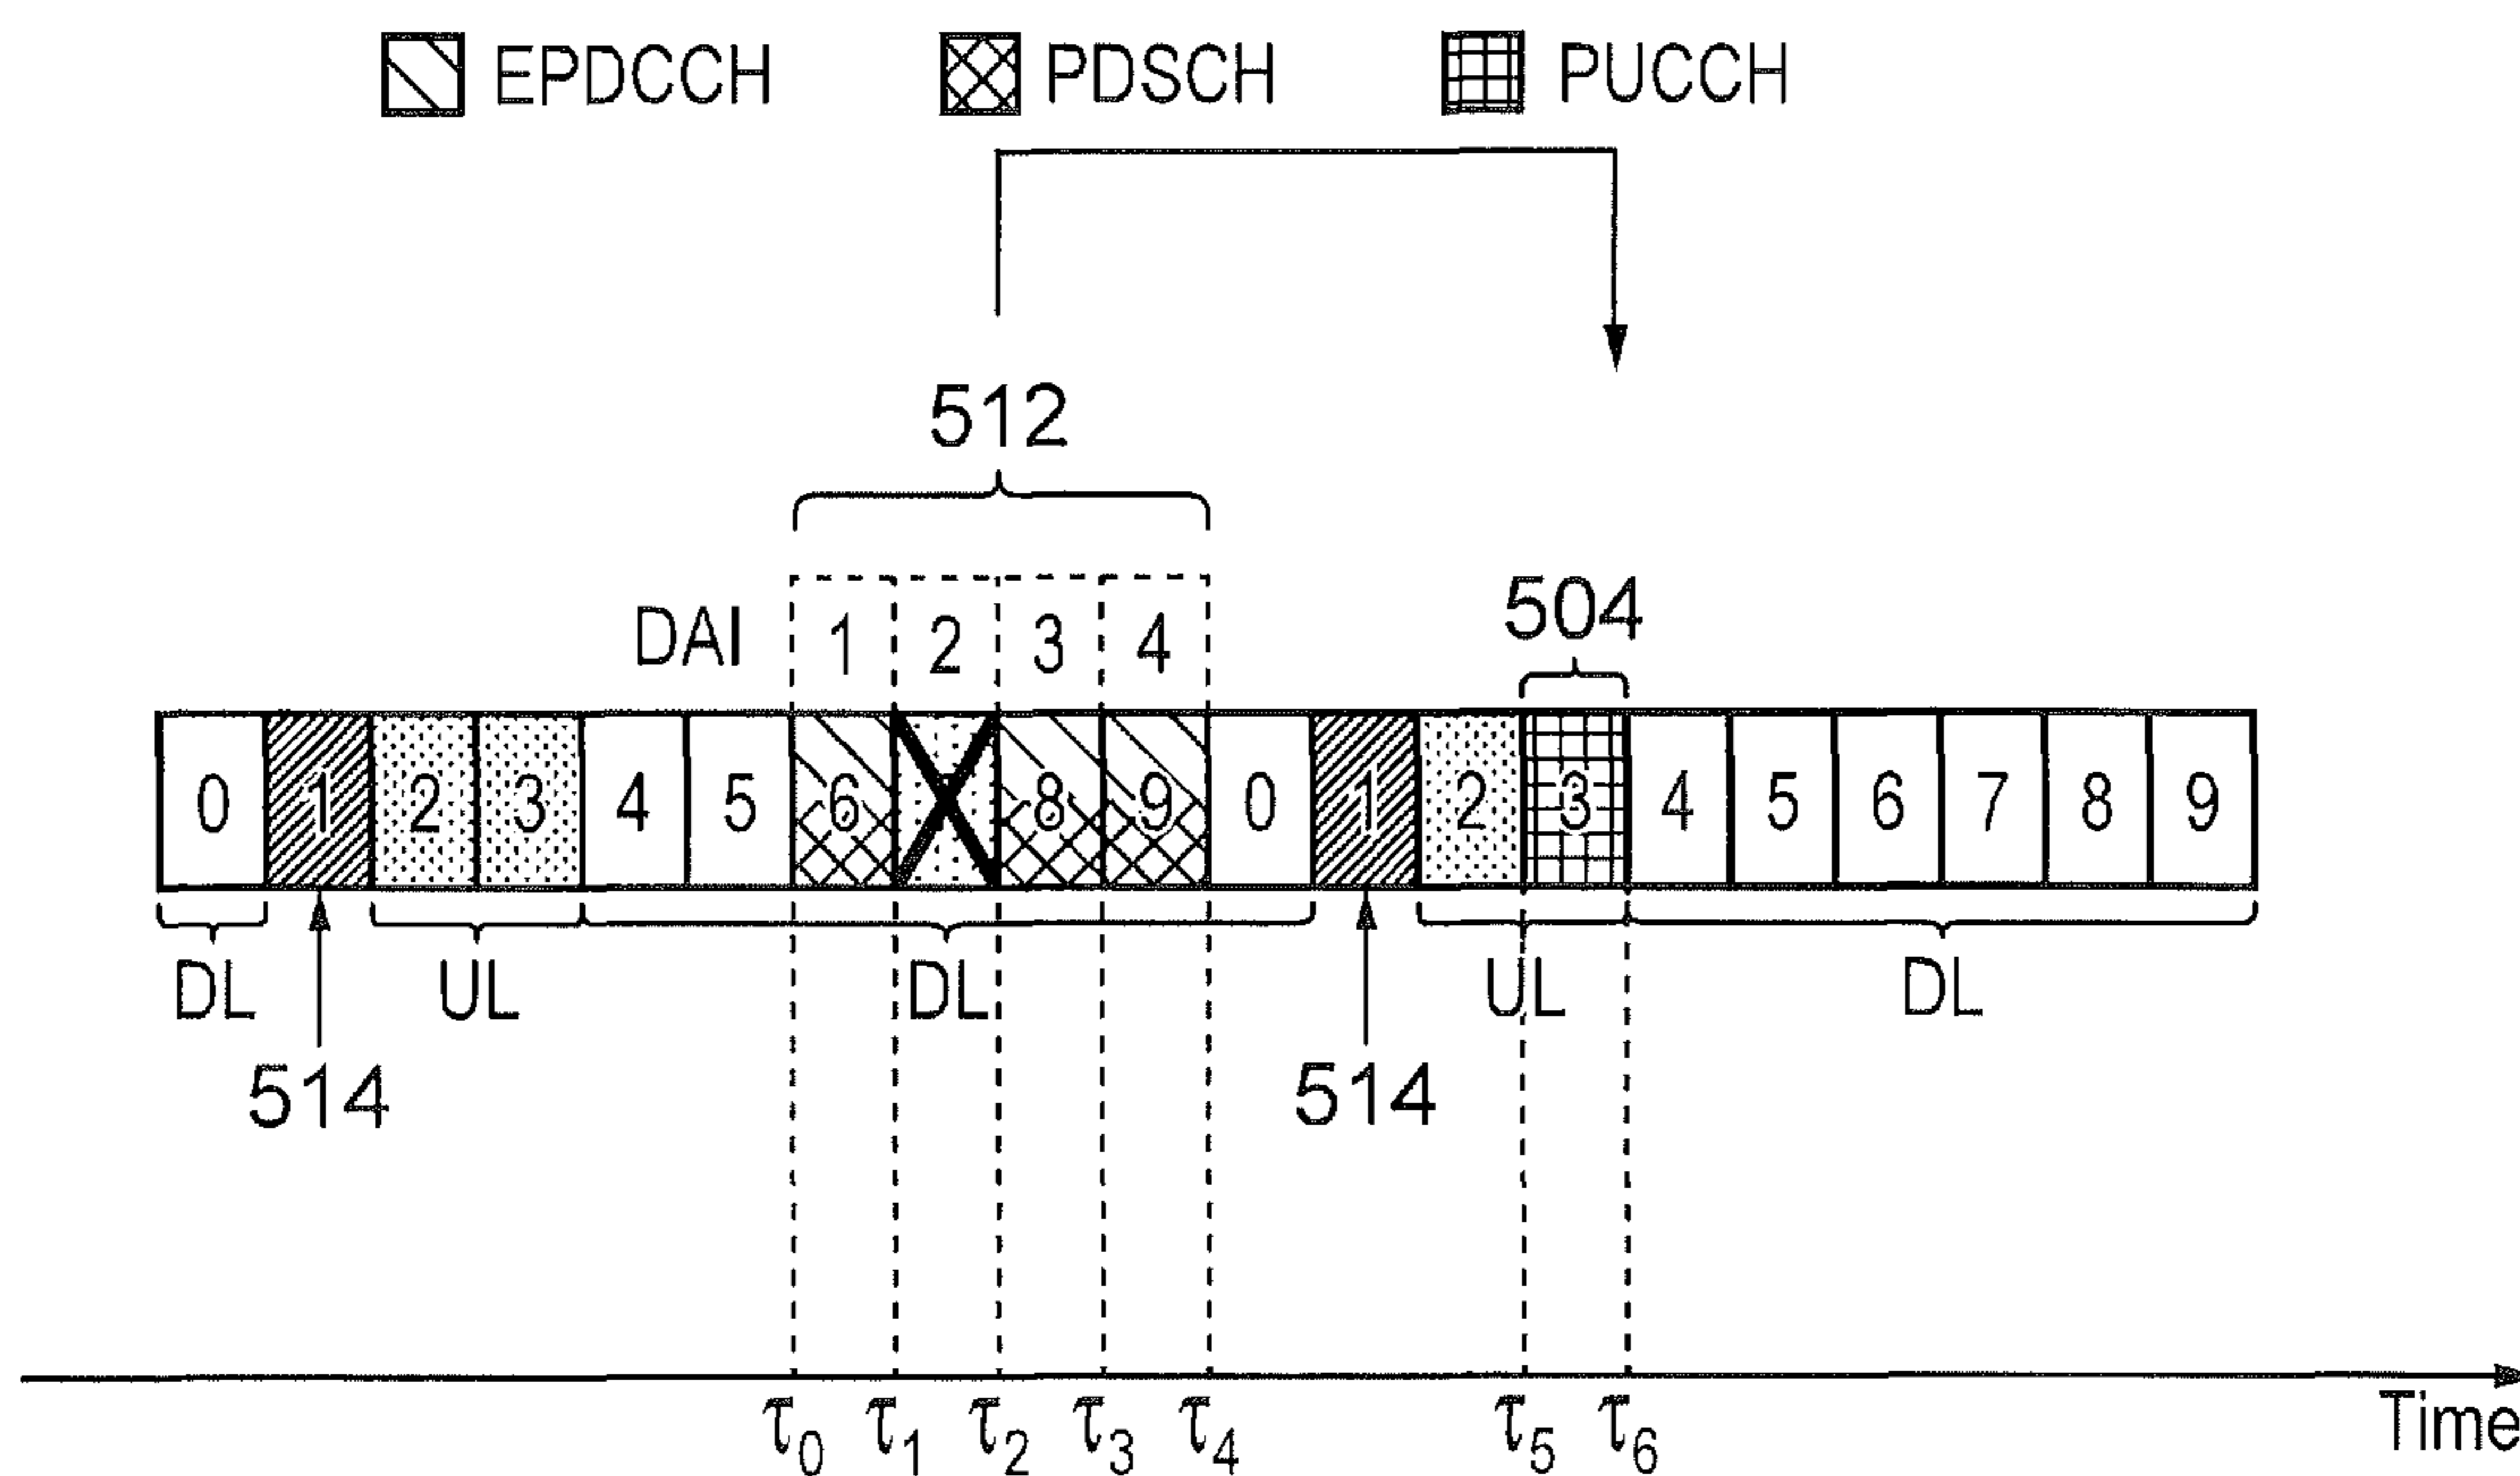 EPDCCH PDSCH PUCCH
512
504
DAI 1 2 3 4
0 1 2 3 4 5 6 8 9 0 1 2 3 4 5 6 7 8 9
DL UL DL UL DL
514 514
τ0 τ1 τ2 τ3 τ4 τ5 τ6 Time